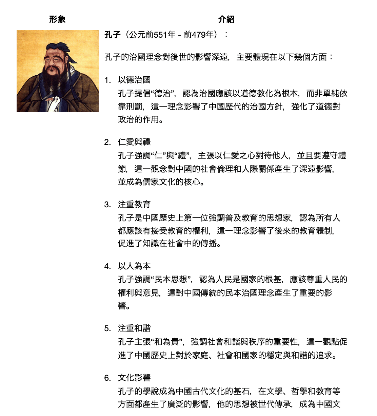 形象 介紹
孔子（公元前551年 - 前479年）：
孔子的治國理念對後世的影響深遠，主要體現在以下幾個方面：
1. 以德治國
孔子提倡“德治”，認為治國應該以道德教化為根本，而非單純依
靠刑罰，這一理念影響了中國歷代的治國方針，強化了道德對
政治的作用。
2. 仁愛與禮
孔子強調“仁”與“禮”，主張以仁愛之心對待他人，並且要遵守禮
節，這一觀念對中國的社會倫理和人際關係產生了深遠影響，
並成為儒家文化的核心。
3. 注重教育
孔子是中國歷史上第一位強調普及教育的思想家，認為所有人
都應該有接受教育的權利，這一理念影響了後來的教育體制，
促進了知識在社會中的傳播。
4. 以人為本
孔子強調“民本思想”，認為人民是國家的根基，應該尊重人民的
權利與意見，這對中國傳統的民本治國理念產生了重要的影
響。
5. 注重和諧
孔子主張“和為貴”，強調社會和諧與秩序的重要性，這一觀點促
進了中國歷史上對於家庭、社會和國家的穩定與和諧的追求。
6. 文化影響
孔子的學說成為中國古代文化的基石，在文學、哲學和教育等
方面都產生了廣泛的影響，他的思想被世代傳承，成為中國文